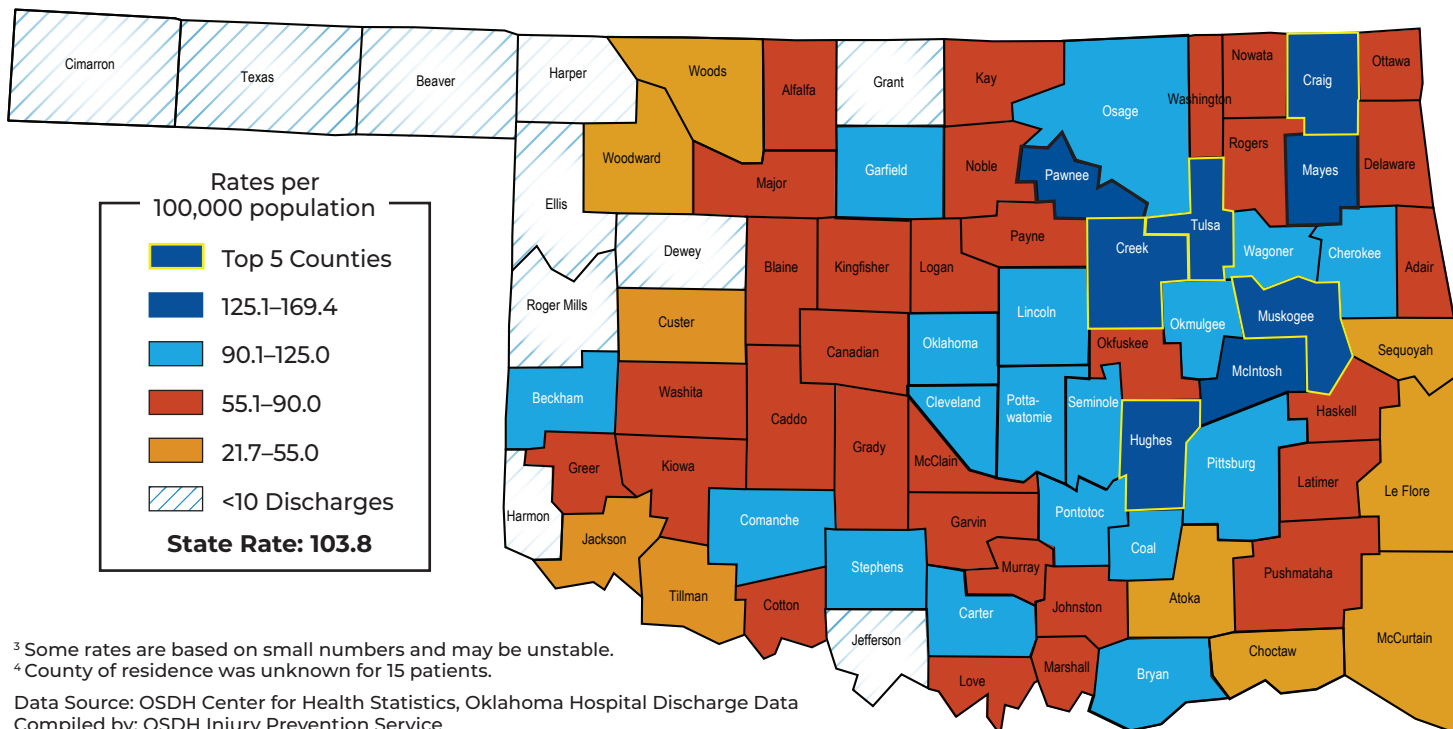 Cimarron
Texas
Beaver
Harper
Woods
Alfalfa
Grant
Kay
Osage
Washington
Nowata
Craig
Ottawa
Woodward
Major
Garfield
Noble
Pawnee
Rogers
Mayes
Delaware
Ellis
Dewey
Blaine
Kingfisher
Logan
Payne
Creek
Tulsa
Wagoner
Cherokee
Adair
Roger Mills
Custer
Canadian
Oklahoma
Lincoln
Okfuskee
Okmulgee
Muskogee
Sequoyah
Beckham
Washita
Caddo
Grady
McClain
Cleveland
Potta-
watomie
Seminole
Hughes
McIntosh
Haskell
Pittsburg
Latimer
Le Flore
Greer
Kiowa
Harmon
Jackson
Comanche
Garvin
Pontotoc
Coal
Tillman
Cotton
Stephens
Murray
Carter
Johnston
Atoka
Pushmataha
McCurtain
Jefferson
Love
Marshall
Bryan
Choctaw
Rates per
100,000 population
Top 5 Counties
125.1–169.4
90.1–125.0
55.1–90.0
21.7–55.0
<10 Discharges
State Rate: 103.8
³ Some rates are based on small numbers and may be unstable.
⁴ County of residence was unknown for 15 patients.
Data Source: OSDH Center for Health Statistics, Oklahoma Hospital Discharge Data
Compiled by: OSDH Injury Prevention Service